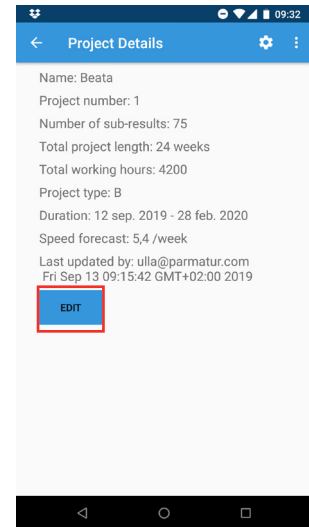 09:32
Project Details
Name: Beata
Project number: 1
Number of sub-results: 75
Total project length: 24 weeks
Total working hours: 4200
Project type: B
Duration: 12 sep. 2019 - 28 feb. 2020
Speed forecast: 5,4 /week
Last updated by: ulla@parmatur.com
Fri Sep 13 09:15:42 GMT+02:00 2019
EDIT